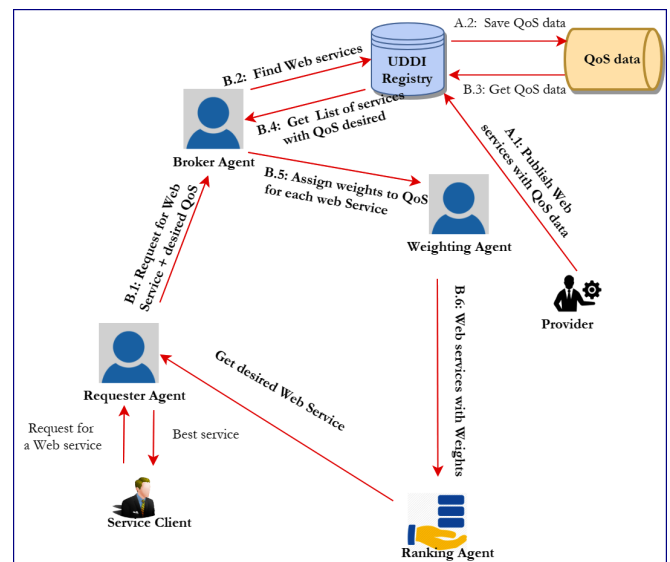 A.2: Save QoS data
UDDI
Registry
QoS data
B.2: Find Web services
B.3: Get QoS data
B.4: Get List of services
with QoS desired
A.1: Publish Web
services with QoS data
Broker Agent
B.5: Assign weights to QoS
for each web Service
Weighting Agent
B.1: Request for Web
Service + desired QoS
Provider
B.6: Web services with Weights
Get desired Web Service
Requester Agent
Request for
a Web service
Best service
Service Client
Ranking Agent